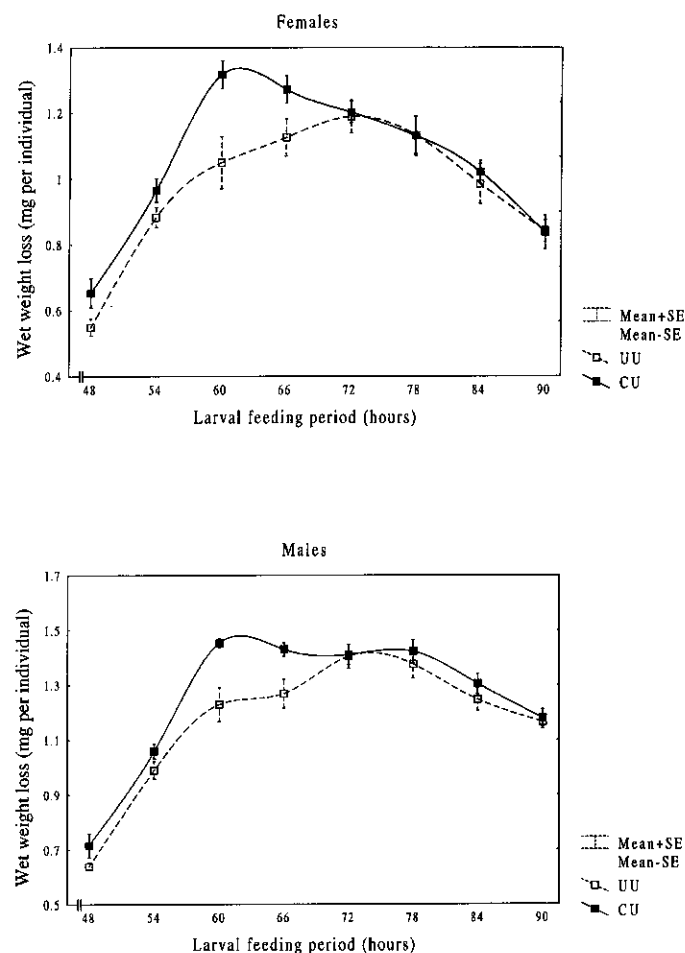 Females
Wet weight loss (mg per individual)
1.4
1.2
1
0.8
0.6
0.4
48 54 60 66 72 78 84 90
Larval feeding period (hours)
Mean+SE
Mean-SE
UU
CU
Males
Wet weight loss (mg per individual)
1.7
1.5
1.3
1.1
0.9
0.7
0.5
48 54 60 66 72 78 84 90
Larval feeding period (hours)
Mean+SE
Mean-SE
UU
CU